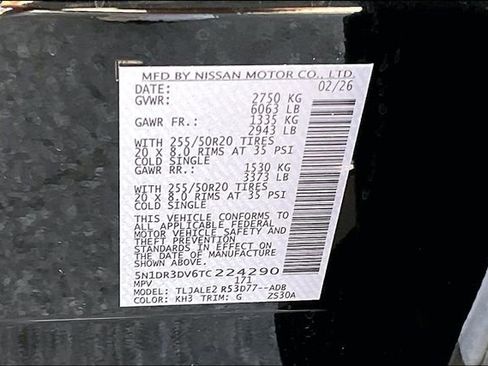 MFD BY NISSAN MOTOR CO., LTD.
DATE: 02/26
GVWR: 2750 KG
6063 LB
GAWR FR.: 1335 KG
2943 LB
WITH 255/50R20 TIRES
20 X 8.0 RIMS AT 35 PSI
COLD SINGLE
GAWR RR.: 1530 KG
3373 LB
WITH 255/50R20 TIRES
20 X 8.0 RIMS AT 35 PSI
COLD SINGLE
THIS VEHICLE CONFORMS TO
ALL APPLICABLE FEDERAL
MOTOR VEHICLE SAFETY AND
THEFT PREVENTION
STANDARDS IN EFFECT ON
THE DATE OF MANUFACTURE
SHOWN ABOVE.
5N1DR3DV6TC224290
MPV 171
MODEL: TLJALE2 R53D77--ADB
COLOR: KH3 TRIM: G ZS30A